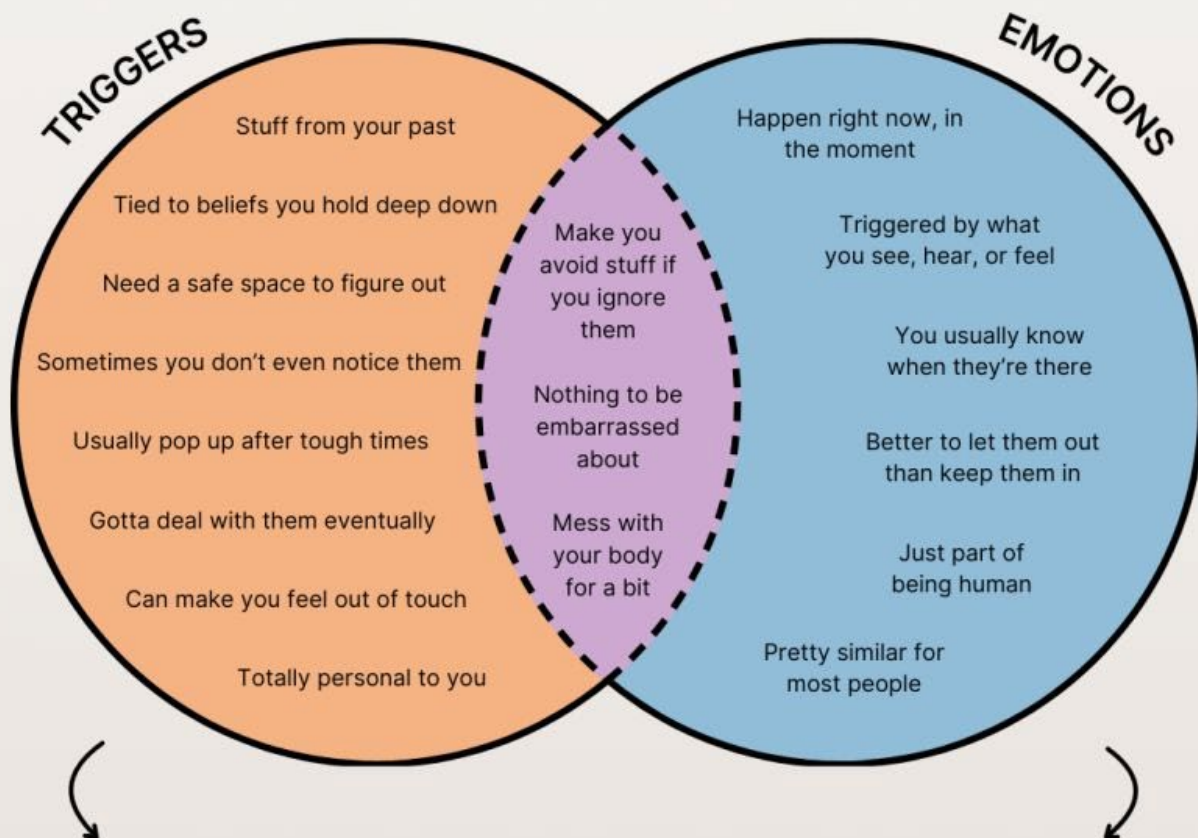 TRIGGERS
Stuff from your past
Tied to beliefs you hold deep down
Need a safe space to figure out
Sometimes you don't even notice them
Usually pop up after tough times
Gotta deal with them eventually
Can make you feel out of touch
Totally personal to you
Make you
avoid stuff if
you ignore
them
Nothing to be
embarrassed
about
Mess with
your body
for a bit
EMOTIONS
Happen right now, in
the moment
Triggered by what
you see, hear, or feel
You usually know
when they're there
Better to let them out
than keep them in
Just part of
being human
Pretty similar for
most people